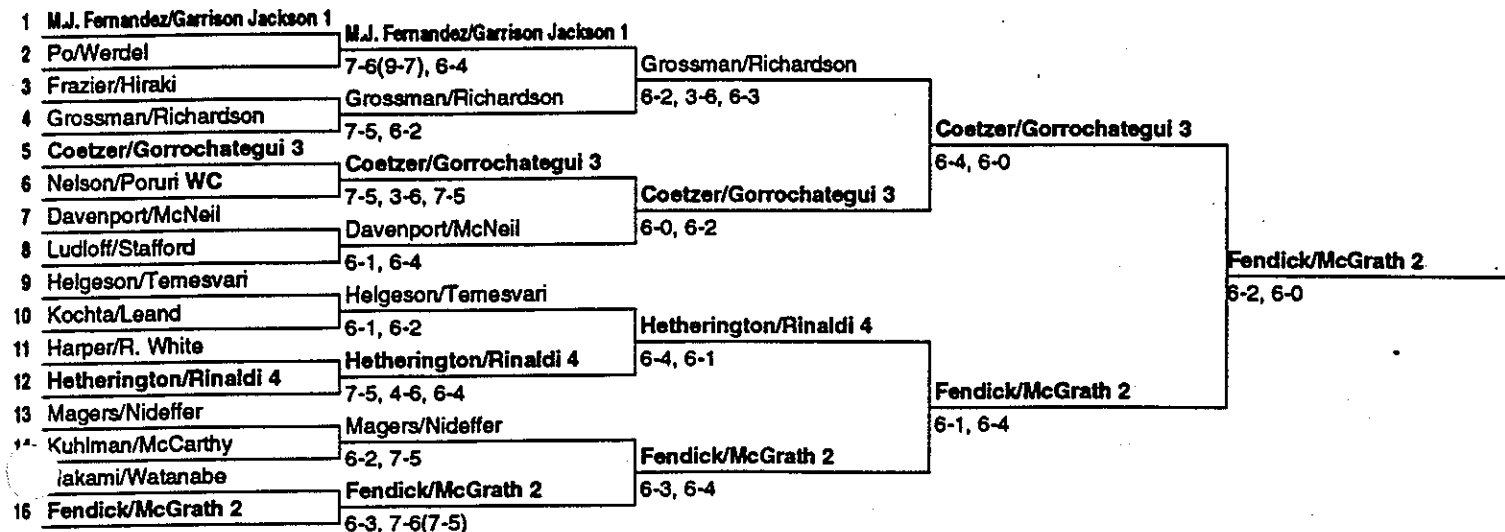 1 M.J. Fernandez/Garrison Jackson 1
2 Po/Werdel
3 Frazier/Hiraki
4 Grossman/Richardson
5 Coetzer/Gorrochategui 3
6 Nelson/Poruri WC
7 Davenport/McNeil
8 Ludloff/Stafford
9 Helgeson/Temesvari
10 Kochta/Leand
11 Harper/R. White
12 Hetherington/Rinaldi 4
13 Magers/Nideffer
Kuhlman/McCarthy
akami/Watanabe
16 Fendick/McGrath 2
M.J. Fernandez/Garrison Jackson 1
7-6(9-7), 6-4
Grossman/Richardson
7-5, 6-2
Coetzer/Gorrochategui 3
7-5, 3-6, 7-5
Davenport/McNeil
6-1, 6-4
Helgeson/Temesvari
6-1, 6-2
Hetherington/Rinaldi 4
7-5, 4-6, 6-4
Magers/Nideffer
6-2, 7-5
Fendick/McGrath 2
6-3, 7-6(7-5)
Grossman/Richardson
6-2, 3-6, 6-3
Coetzer/Gorrochategui 3
6-0, 6-2
Hetherington/Rinaldi 4
6-4, 6-1
Fendick/McGrath 2
6-3, 6-4
Coetzer/Gorrochategui 3
6-4, 6-0
Fendick/McGrath 2
6-1, 6-4
Fendick/McGrath 2
6-2, 6-0